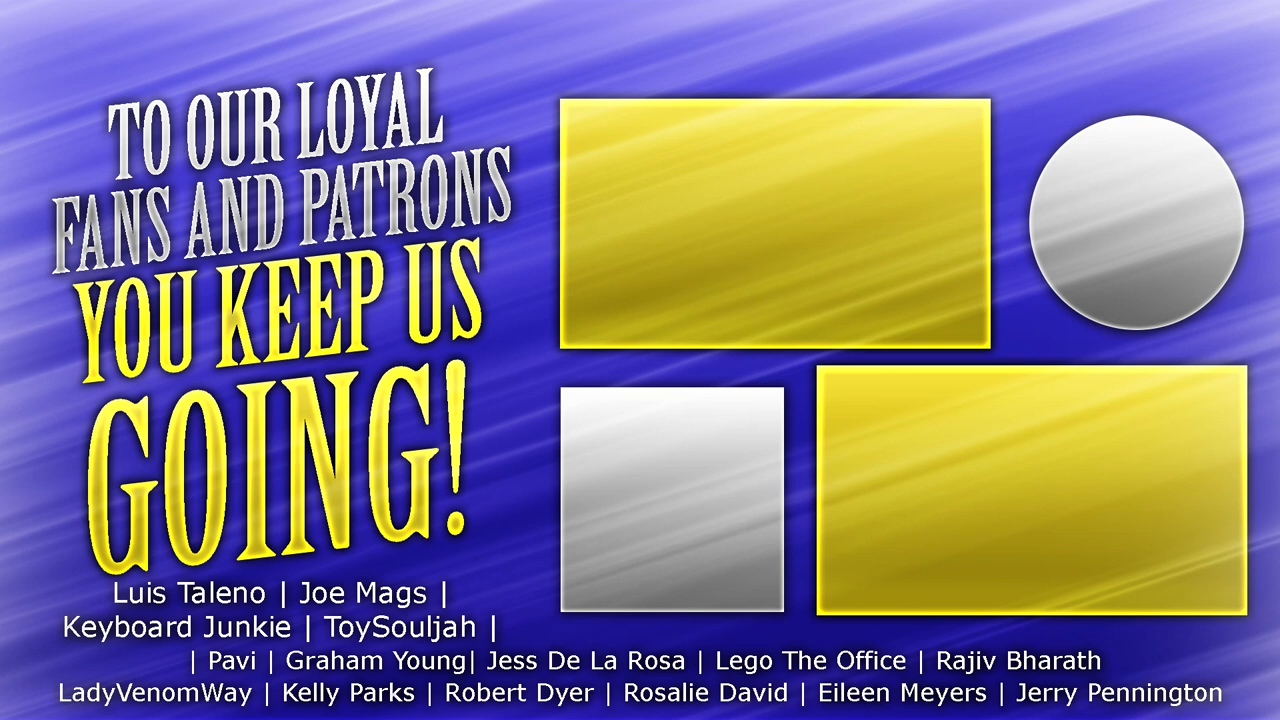 TO OUR LOYAL
FANS AND PATRONS
YOU KEEP US
GOING!
Luis Taleno | Joe Mags |
Keyboard Junkie | ToySouljah |
| Pavi | Graham Young| Jess De La Rosa | Lego The Office | Rajiv Bharath
LadyVenomWay | Kelly Parks | Robert Dyer | Rosalie David | Eileen Meyers | Jerry Pennington